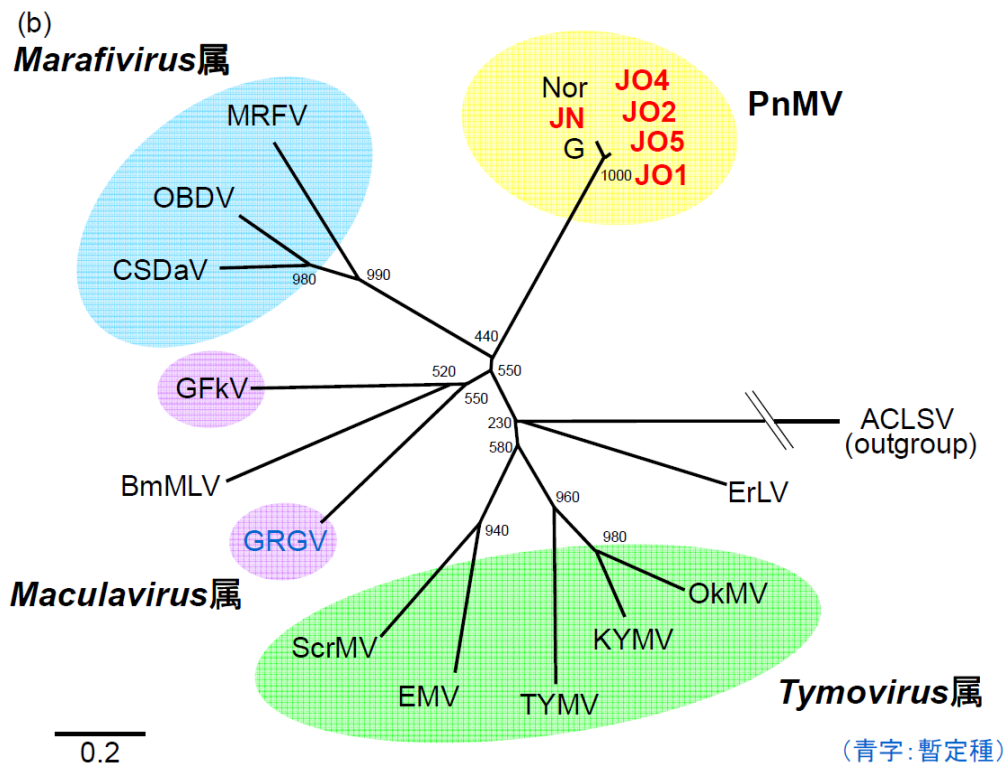 (b)
Marafivirus属
MRFV
OBDV
CSDaV
980
990
Nor
JN
G
JO4
JO2
JO5
JO1
1000
PnMV
440
550
520
550
GFkV
BmMLV
GRGV
Maculavirus属
230
580
ACLSV
(outgroup)
ErLV
940
960
980
ScrMV
EMV
TYMV
KYMV
OkMV
Tymovirus属
0.2
（青字：暫定種）